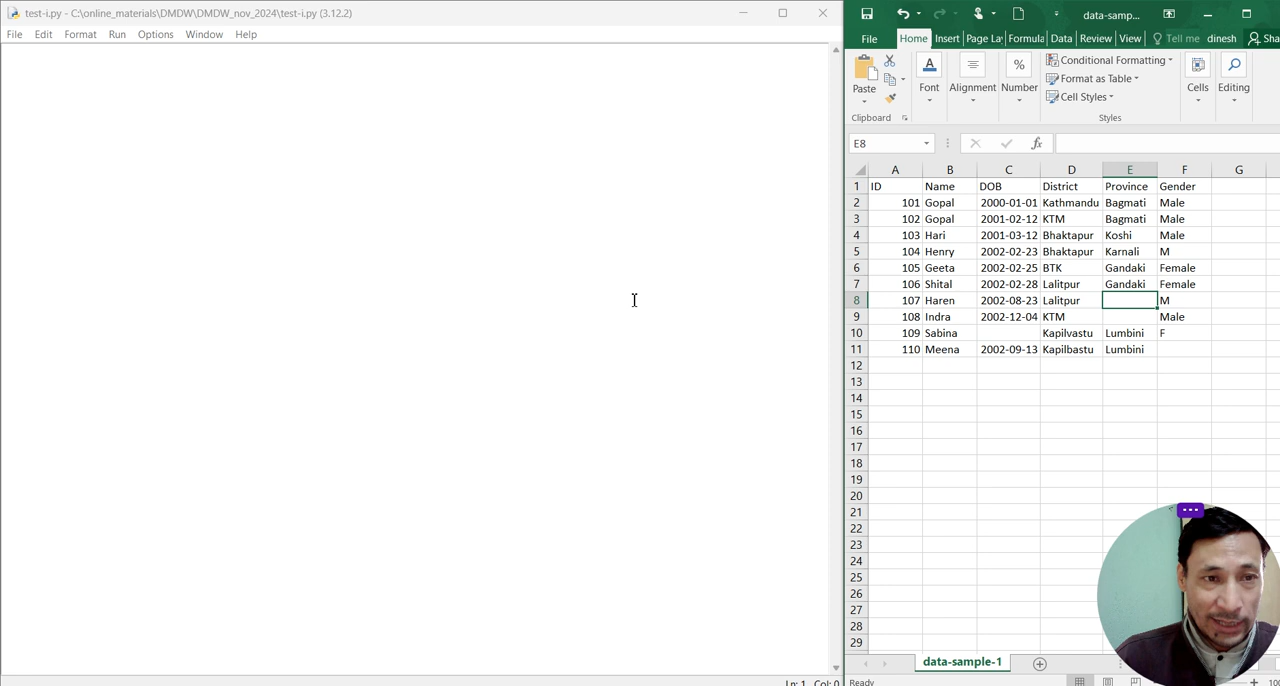 test-i.py - C:\online_materials\DMDW\DMDW_nov_2024\test-i.py (3.12.2)
File Edit Format Run Options Window Help
data-samp...
File Home Insert Page La Formula Data Review View Tell me dinesh Sha
Paste
Clipboard
Font
Alignment
%
Number
Conditional Formatting
Format as Table
Cell Styles
Styles
Cells
Editing
E8 fx
A B C D E F G
1 ID Name DOB District Province Gender
2 101 Gopal 2000-01-01 Kathmandu Bagmati Male
3 102 Gopal 2001-02-12 KTM Bagmati Male
4 103 Hari 2001-03-12 Bhaktapur Koshi Male
5 104 Henry 2002-02-23 Bhaktapur Karnali M
6 105 Geeta 2002-02-25 BTK Gandaki Female
7 106 Shital 2002-02-28 Lalitpur Gandaki Female
8 107 Haren 2002-08-23 Lalitpur M
9 108 Indra 2002-12-04 KTM Male
10 109 Sabina Kapilvastu Lumbini F
11 110 Meena 2002-09-13 Kapilbastu Lumbini
12
13
14
15
16
17
18
19
20
21
22
23
24
25
26
27
28
29
data-sample-1
Ln: 1 Col: 0
Ready